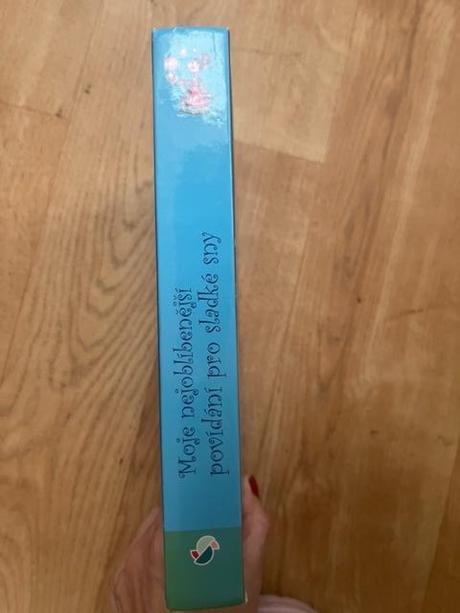 Moje nejoblíbenější
povídání pro sladké sny